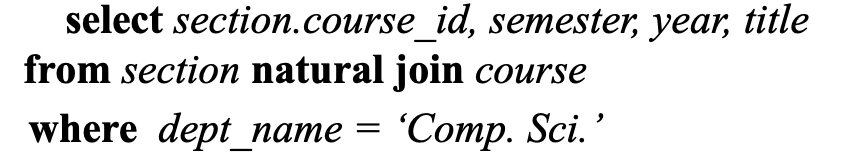 select section.course_id, semester, year, title
from section natural join course
where dept_name = ‘Comp. Sci.’